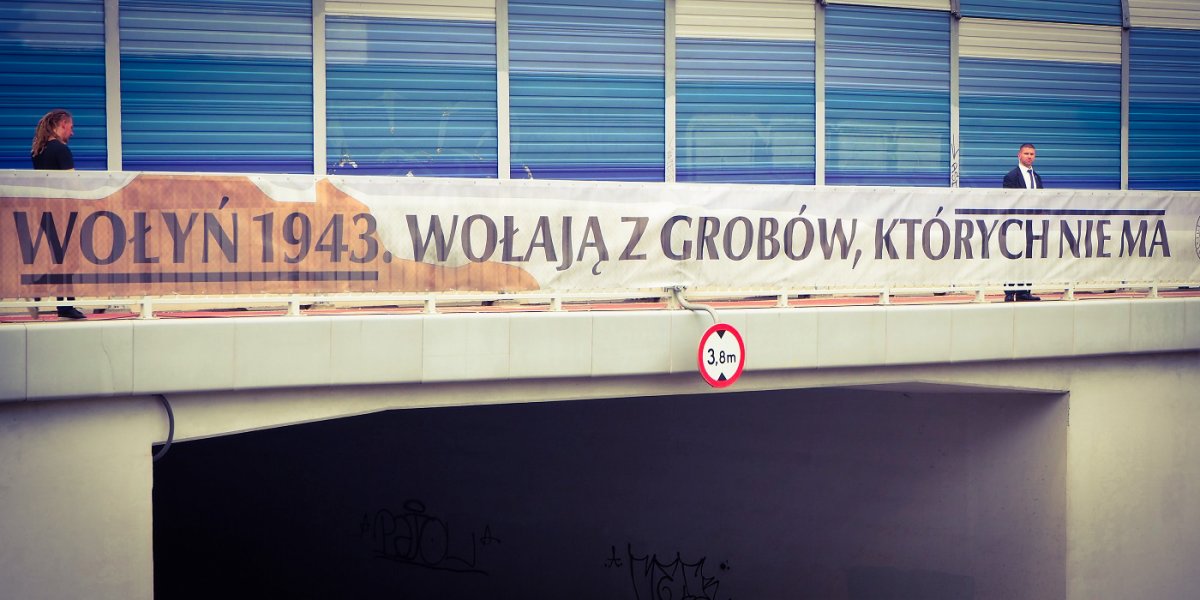 WOŁYŃ 1943. WOŁAJĄ Z GROBÓW, KTÓRYCH NIE MA
3,8m